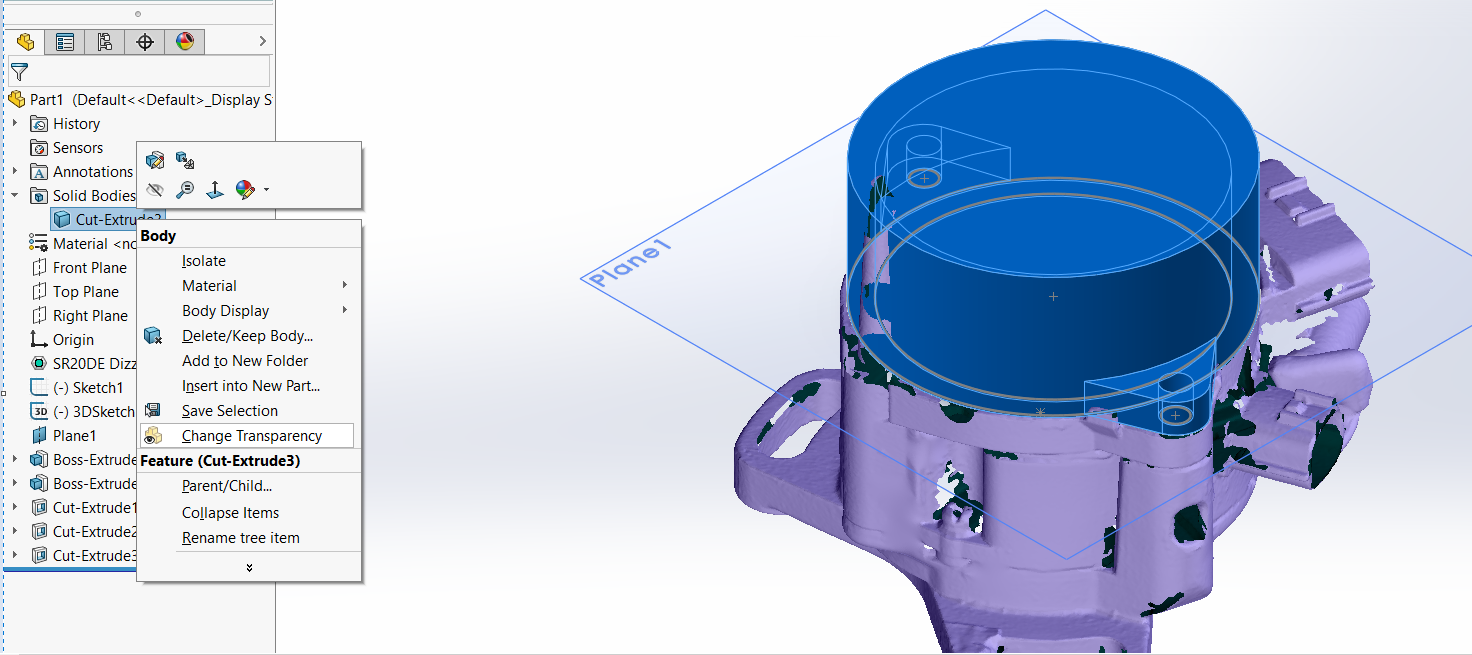 Part1 (Default<<Default>_Display S
History
Sensors
Annotations
Solid Bodies
Cut-Extrude3
Material <no
Front Plane
Top Plane
Right Plane
Origin
SR20DE Dizz
(-) Sketch1
3D (-) 3DSketch
Plane1
Boss-Extrude
Boss-Extrude
Cut-Extrude1
Cut-Extrude2
Cut-Extrude3
Body
Isolate
Material
Body Display
Delete/Keep Body...
Add to New Folder
Insert into New Part...
Save Selection
Change Transparency
Feature (Cut-Extrude3)
Parent/Child...
Collapse Items
Rename tree item
Plane1